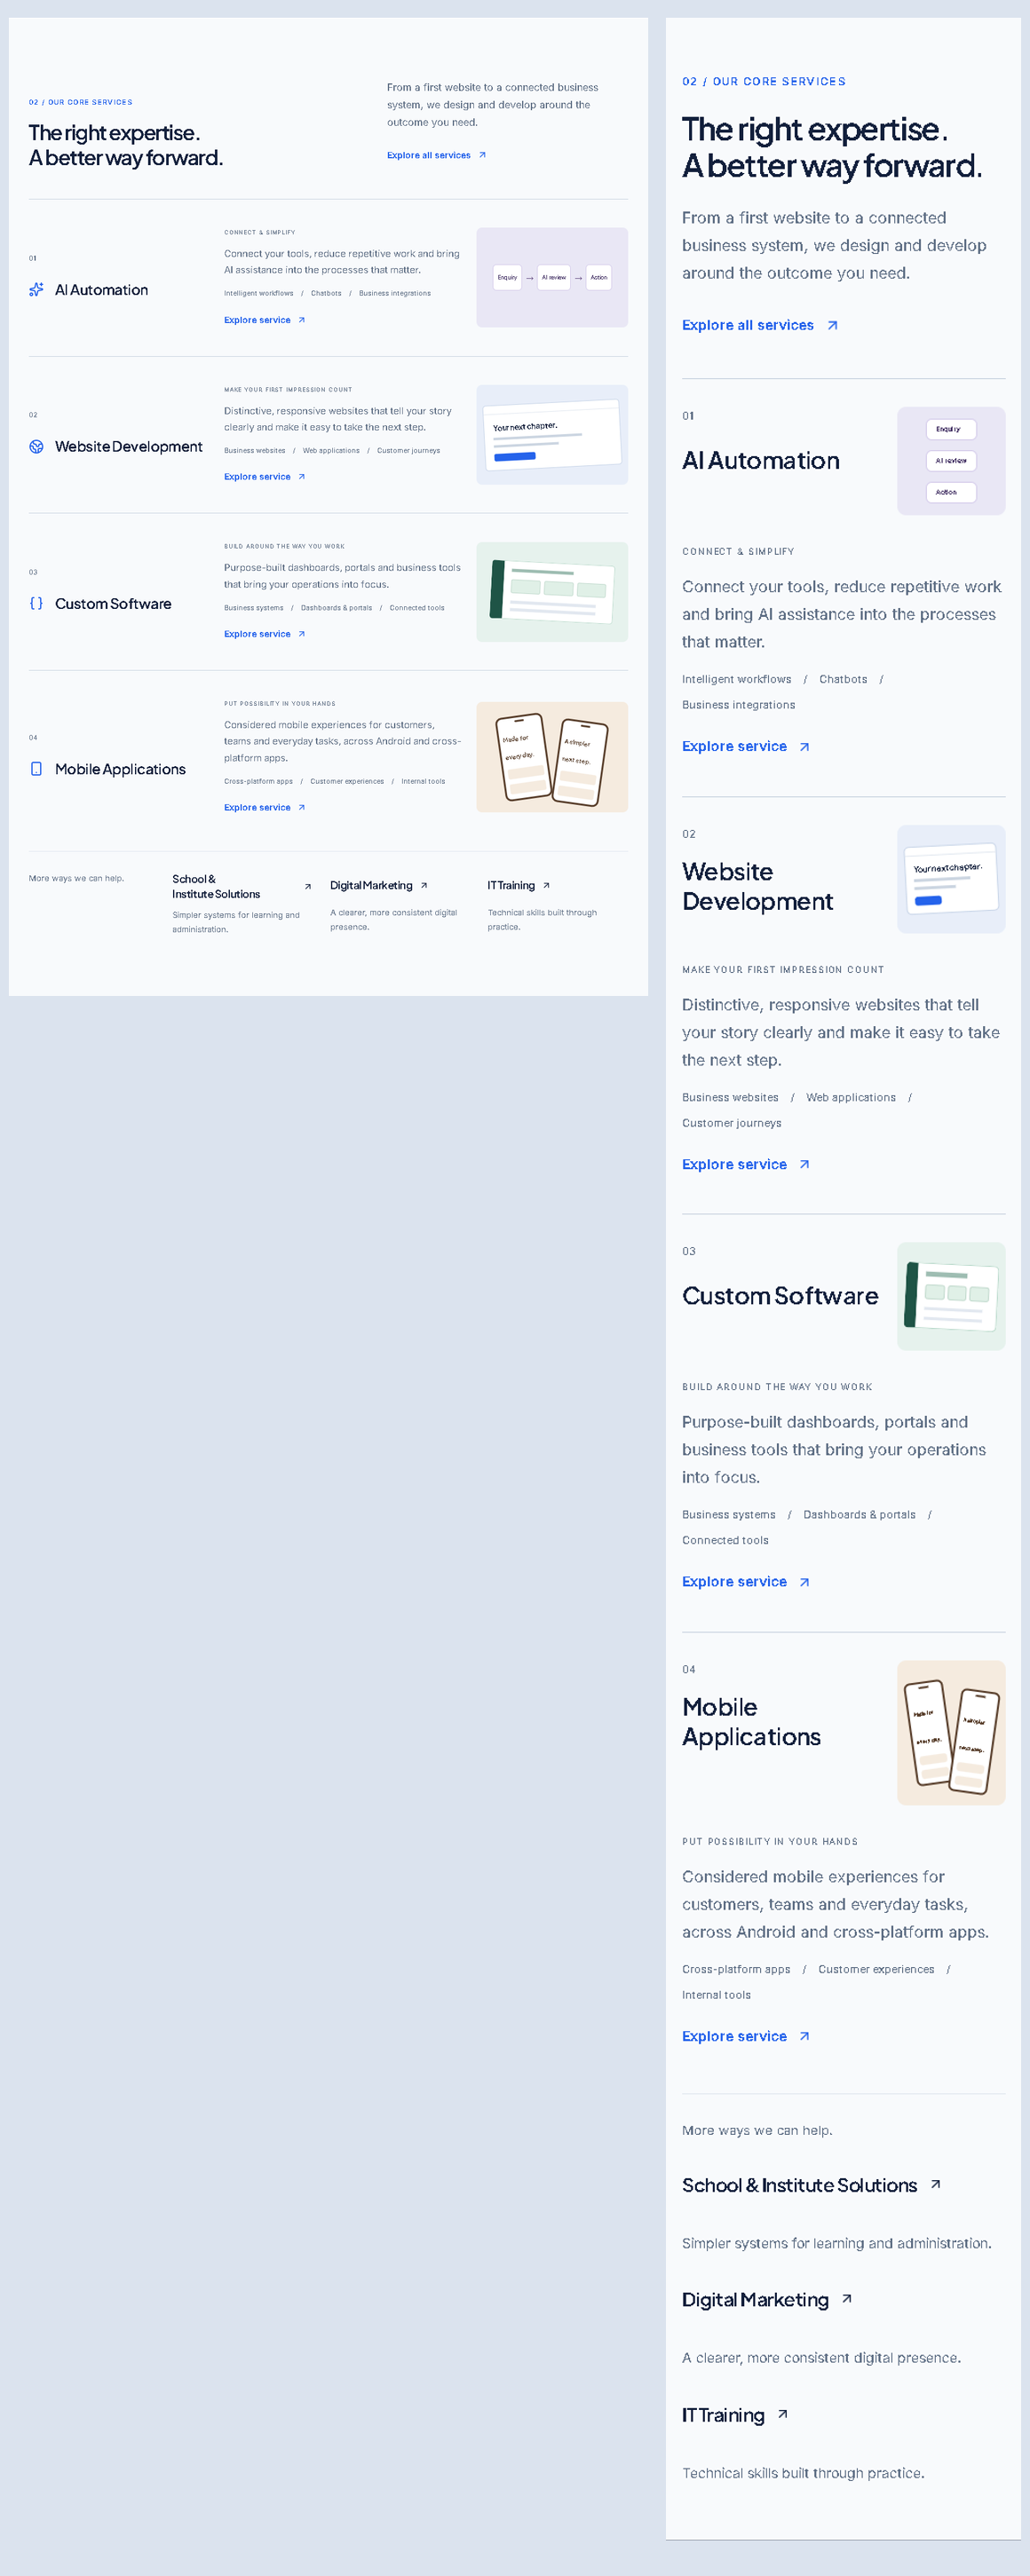 02 / OUR CORE SERVICES
The right expertise.
A better way forward.
From a first website to a connected business
system, we design and develop around the
outcome you need.
Explore all services
01
AI Automation
CONNECT & SIMPLIFY
Connect your tools, reduce repetitive work and bring
AI assistance into the processes that matter.
Intelligent workflows / Chatbots / Business integrations
Explore service
Enquiry → AI review → Action
02
Website Development
MAKE YOUR FIRST IMPRESSION COUNT
Distinctive, responsive websites that tell your story
clearly and make it easy to take the next step.
Business websites / Web applications / Customer journeys
Explore service
Your next chapter.
03
Custom Software
BUILD AROUND THE WAY YOU WORK
Purpose-built dashboards, portals and business tools
that bring your operations into focus.
Business systems / Dashboards & portals / Connected tools
Explore service
04
Mobile Applications
PUT POSSIBILITY IN YOUR HANDS
Considered mobile experiences for customers,
teams and everyday tasks, across Android and cross-
platform apps.
Cross-platform apps / Customer experiences / Internal tools
Explore service
Made for
every day.
A simpler
next step.
More ways we can help.
School &
Institute Solutions
Simpler systems for learning and
administration.
Digital Marketing
A clearer, more consistent digital
presence.
IT Training
Technical skills built through
practice.
02 / OUR CORE SERVICES
The right expertise.
A better way forward.
From a first website to a connected
business system, we design and develop
around the outcome you need.
Explore all services
01
AI Automation
Enquiry
AI review
Action
CONNECT & SIMPLIFY
Connect your tools, reduce repetitive work
and bring AI assistance into the processes
that matter.
Intelligent workflows / Chatbots /
Business integrations
Explore service
02
Website
Development
Your next chapter.
MAKE YOUR FIRST IMPRESSION COUNT
Distinctive, responsive websites that tell
your story clearly and make it easy to take
the next step.
Business websites / Web applications /
Customer journeys
Explore service
03
Custom Software
BUILD AROUND THE WAY YOU WORK
Purpose-built dashboards, portals and
business tools that bring your operations
into focus.
Business systems / Dashboards & portals /
Connected tools
Explore service
04
Mobile
Applications
Made for
every day.
A simpler
next step.
PUT POSSIBILITY IN YOUR HANDS
Considered mobile experiences for
customers, teams and everyday tasks,
across Android and cross-platform apps.
Cross-platform apps / Customer experiences /
Internal tools
Explore service
More ways we can help.
School & Institute Solutions
Simpler systems for learning and administration.
Digital Marketing
A clearer, more consistent digital presence.
IT Training
Technical skills built through practice.